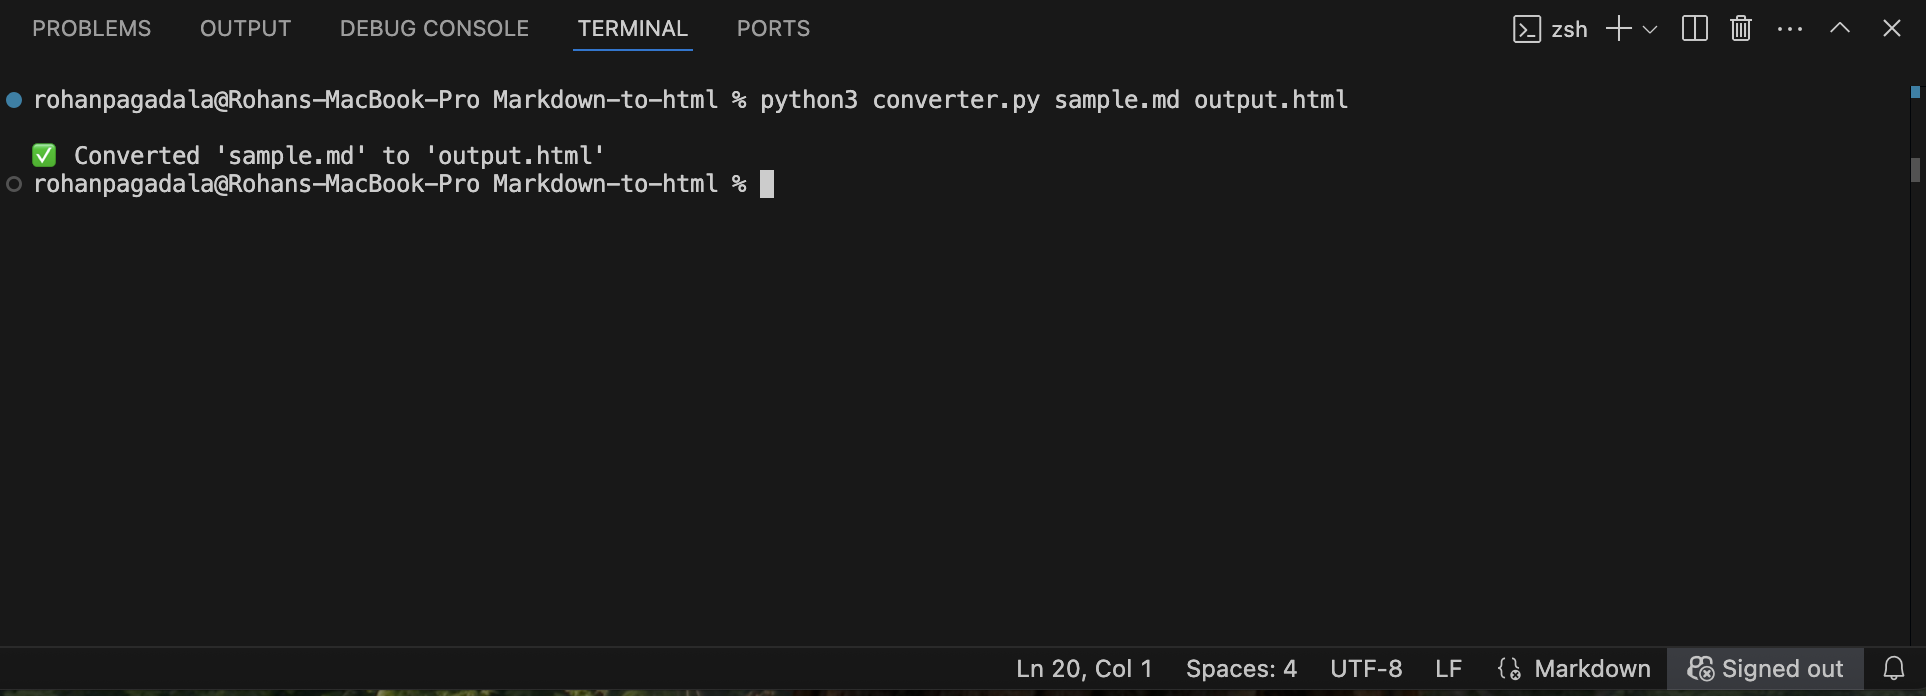 PROBLEMS OUTPUT DEBUG CONSOLE TERMINAL PORTS zsh
rohanpagadala@Rohans-MacBook-Pro Markdown-to-html % python3 converter.py sample.md output.html
✅ Converted 'sample.md' to 'output.html'
rohanpagadala@Rohans-MacBook-Pro Markdown-to-html %
Ln 20, Col 1 Spaces: 4 UTF-8 LF Markdown Signed out